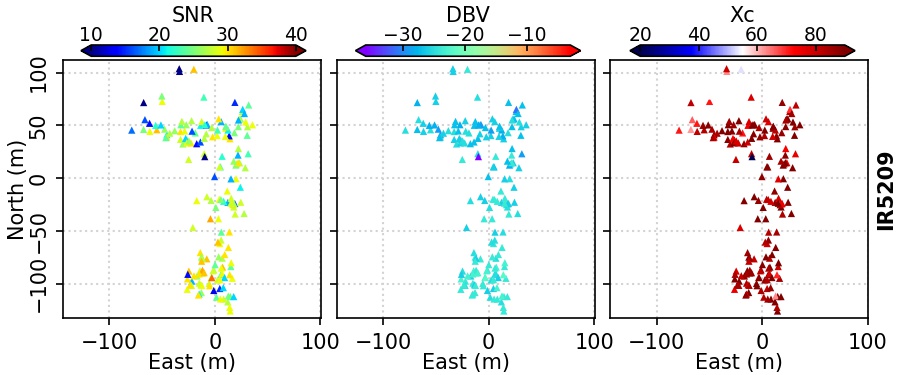 SNR DBV Xc
10 20 30 40 −30 −20 −10 20 40 60 80
North (m)
100
50
0
−50
−100
IR5209
−100 0 100 −100 0 100 −100 0 100
East (m) East (m) East (m)